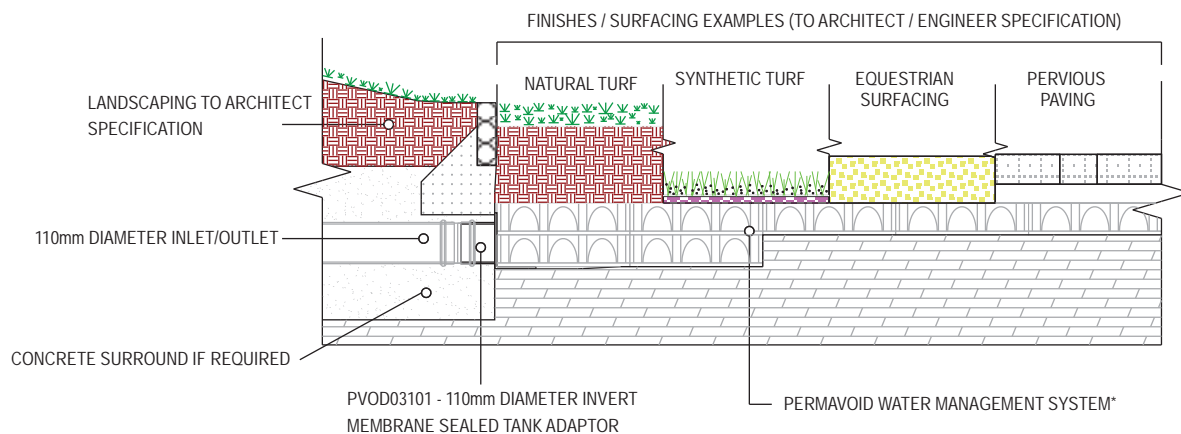 FINISHES / SURFACING EXAMPLES (TO ARCHITECT / ENGINEER SPECIFICATION)
NATURAL TURF
SYNTHETIC TURF
EQUESTRIAN
SURFACING
PERVIOUS
PAVING
LANDSCAPING TO ARCHITECT
SPECIFICATION
110mm DIAMETER INLET/OUTLET
CONCRETE SURROUND IF REQUIRED
PVOD03101 - 110mm DIAMETER INVERT
MEMBRANE SEALED TANK ADAPTOR
PERMAVOID WATER MANAGEMENT SYSTEM*